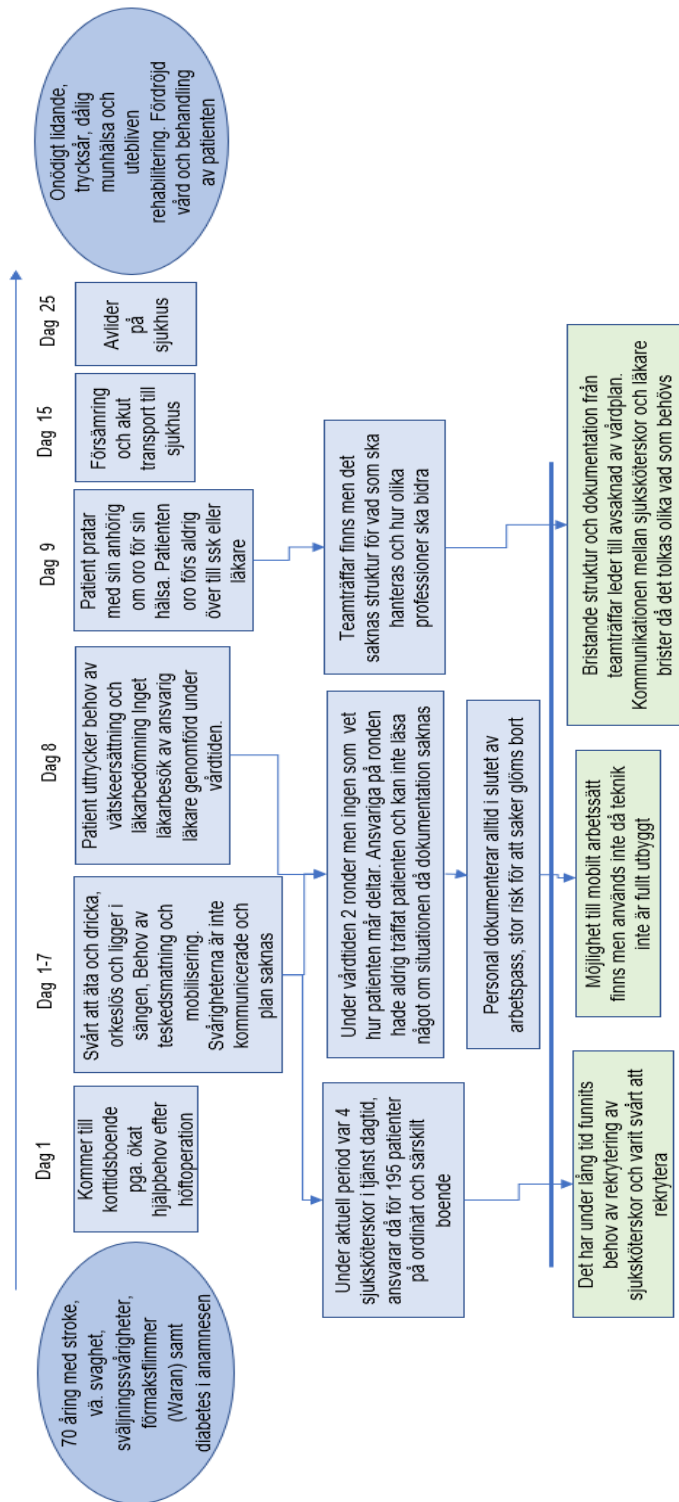 70 åring med stroke,
vä. svaghet,
sväljningssvårigheter,
förmaksflimmer
(Waran) samt
diabetes i anamnesen
Dag 1
Kommer till
korttidsboende
pga. ökat
hjälpbehov efter
höftoperation
Dag 1-7
Svårt att äta och dricka,
orkeslös och ligger i
sängen, Behov av
teskedsmatning och
mobilisering.
Svårigheterna är inte
kommunicerade och
plan saknas
Dag 8
Patient uttrycker behov av
vätskeersättning och
läkarbedömning Inget
läkarbesök av ansvarig
läkare genomförd under
vårdtiden.
Dag 9
Patient pratar
med sin anhörig
om oro för sin
hälsa. Patienten
oro förs aldrig
över till ssk eller
läkare
Dag 15
Försämring
och akut
transport till
sjukhus
Dag 25
Avlider
på
sjukhus
Onödigt lidande,
trycksår, dålig
munhälsa och
utebliven
rehabilitering. Fördröjd
vård och behandling
av patienten
Under aktuell period var 4
sjuksköterskor i tjänst dagtid,
ansvarar då för 195 patienter
på ordinärt och särskilt
boende
Under vårdtiden 2 ronder men ingen som vet
hur patienten mår deltar. Ansvariga på ronden
hade aldrig träffat patienten och kan inte läsa
något om situationen då dokumentation saknas
Teamträffar finns men det
saknas struktur för vad som ska
hanteras och hur olika
professioner ska bidra
Personal dokumenterar alltid i slutet av
arbetspass, stor risk för att saker glöms bort
Det har under lång tid funnits
behov av rekrytering av
sjuksköterskor och varit svårt att
rekrytera
Möjlighet till mobilt arbetssätt
finns men används inte då teknik
inte är fullt utbyggt
Bristande struktur och dokumentation från
teamträffar leder till avsaknad av vårdplan.
Kommunikationen mellan sjuksköterskor och läkare
brister då det tolkas olika vad som behövs